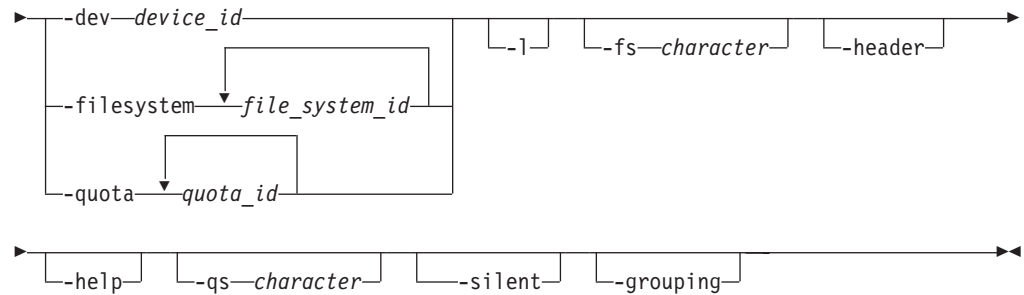 -dev device_id -l -fs character -header
-filesystem file_system_id
-quota quota_id
-help -qs character -silent -grouping